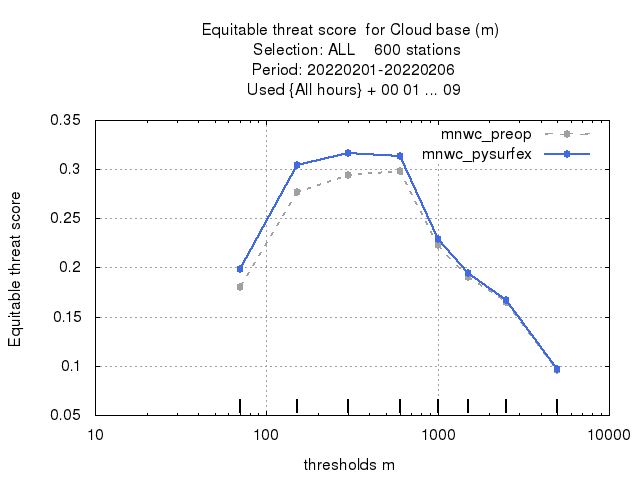 Equitable threat score  for Cloud base (m)
Selection: ALL    600 stations
Period: 20220201-20220206
Used {All hours} + 00 01 ... 09
0.35
0.3
0.25
0.2
0.15
0.1
0.05
Equitable threat score
mnwc_preop
mnwc_pysurfex
10
100
1000
10000
thresholds m